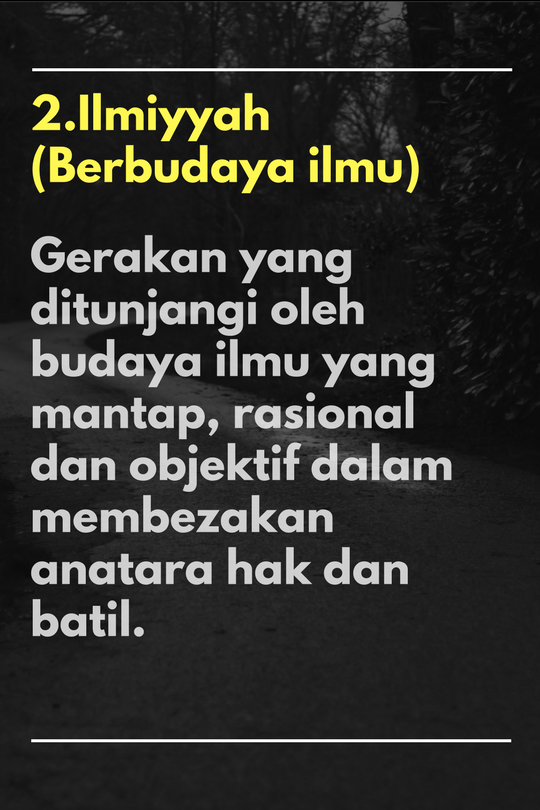 2.Ilmiyyah
(Berbudaya ilmu)
Gerakan yang
ditunjangi oleh
budaya ilmu yang
mantap, rasional
dan objektif dalam
membezakan
anatara hak dan
batil.